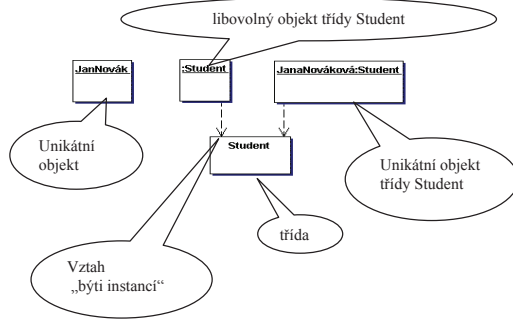 libovolný objekt třídy Student
JanNovák
:Student
JanaNováková:Student
Unikátní
objekt
Student
Unikátní objekt
třídy Student
třída
Vztah
„býti instancí“